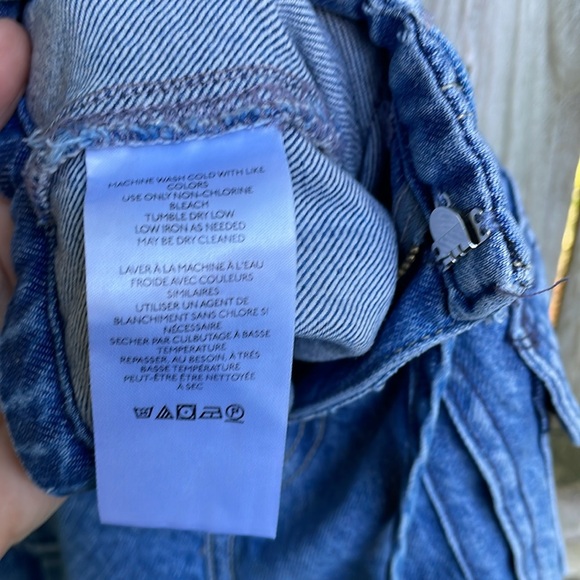 MACHINE WASH COLD WITH LIKE
COLORS
USE ONLY NON-CHLORINE
BLEACH
TUMBLE DRY LOW
LOW IRON AS NEEDED
MAY BE DRY CLEANED
LAVER À LA MACHINE À L'EAU
FROIDE AVEC COULEURS
SIMILAIRES
UTILISER UN AGENT DE
BLANCHIMENT SANS CHLORE SI
NÉCESSAIRE
SECHER PAR CULBUTAGE À BASSE
TEMPERATURE
REPASSER, AU BESOIN, À TRÈS
BASSE TEMPÉRATURE
PEUT-ÊTRE ÊTRE NETTOYÉE
À SEC